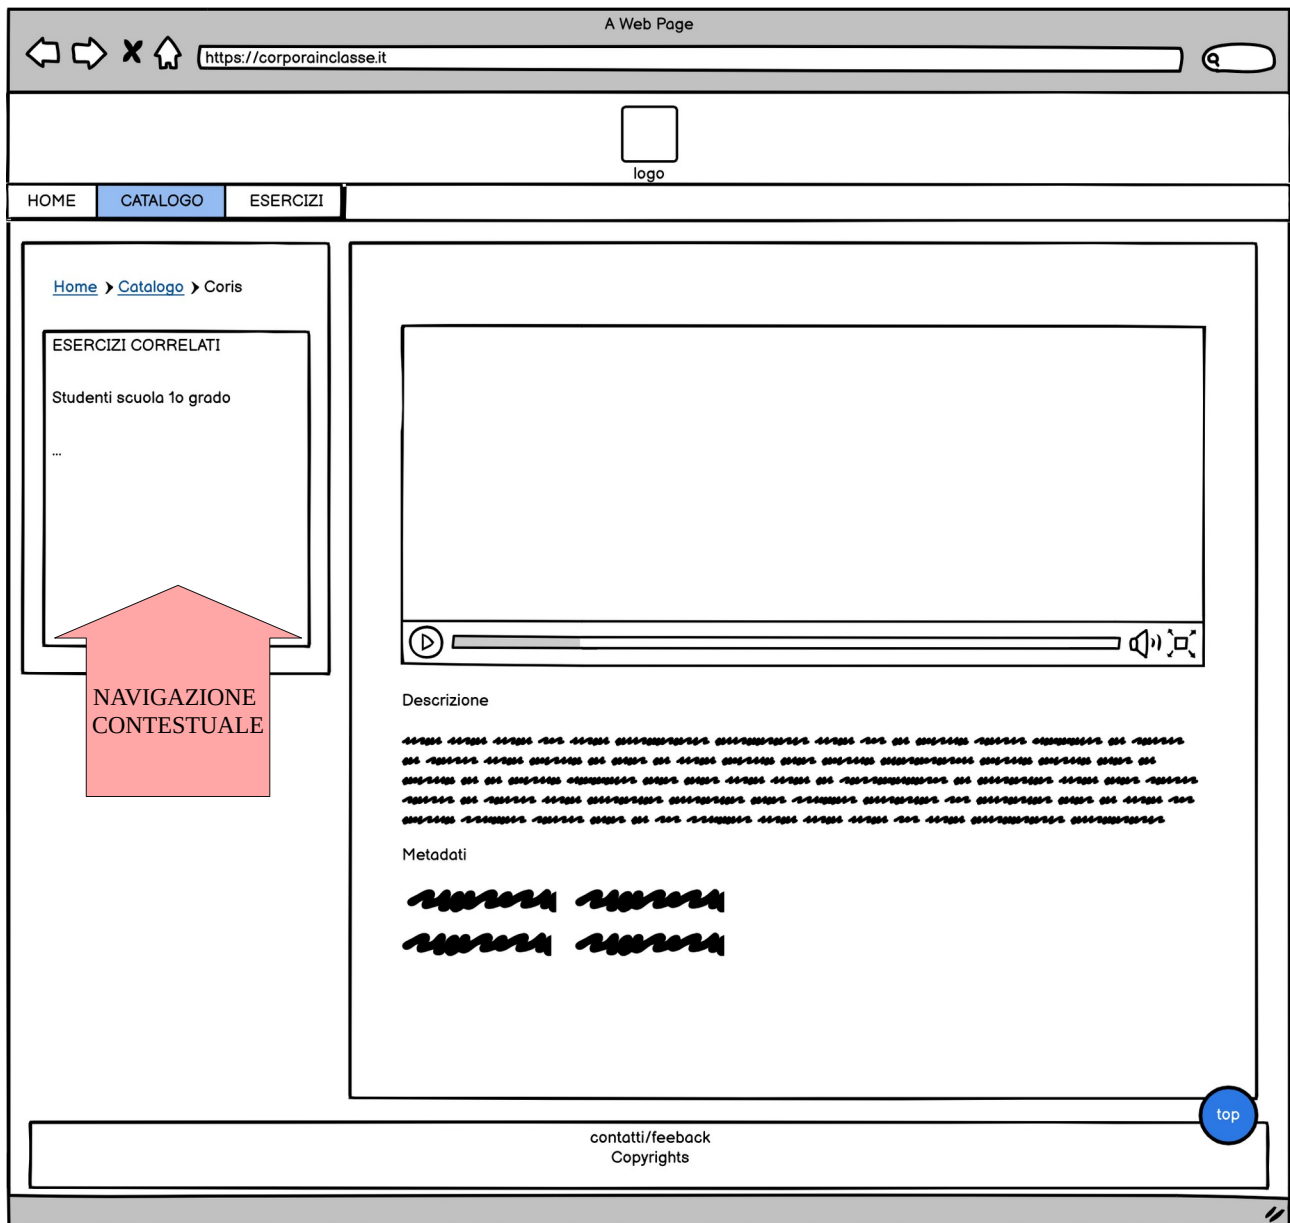 A Web Page
https://corporainclasse.it
logo
HOME
CATALOGO
ESERCIZI
Home > Catalogo > Coris
ESERCIZI CORRELATI
Studenti scuola 1o grado
...
NAVIGAZIONE
CONTESTUALE
Descrizione
Metadati
top
contatti/feeback
Copyrights